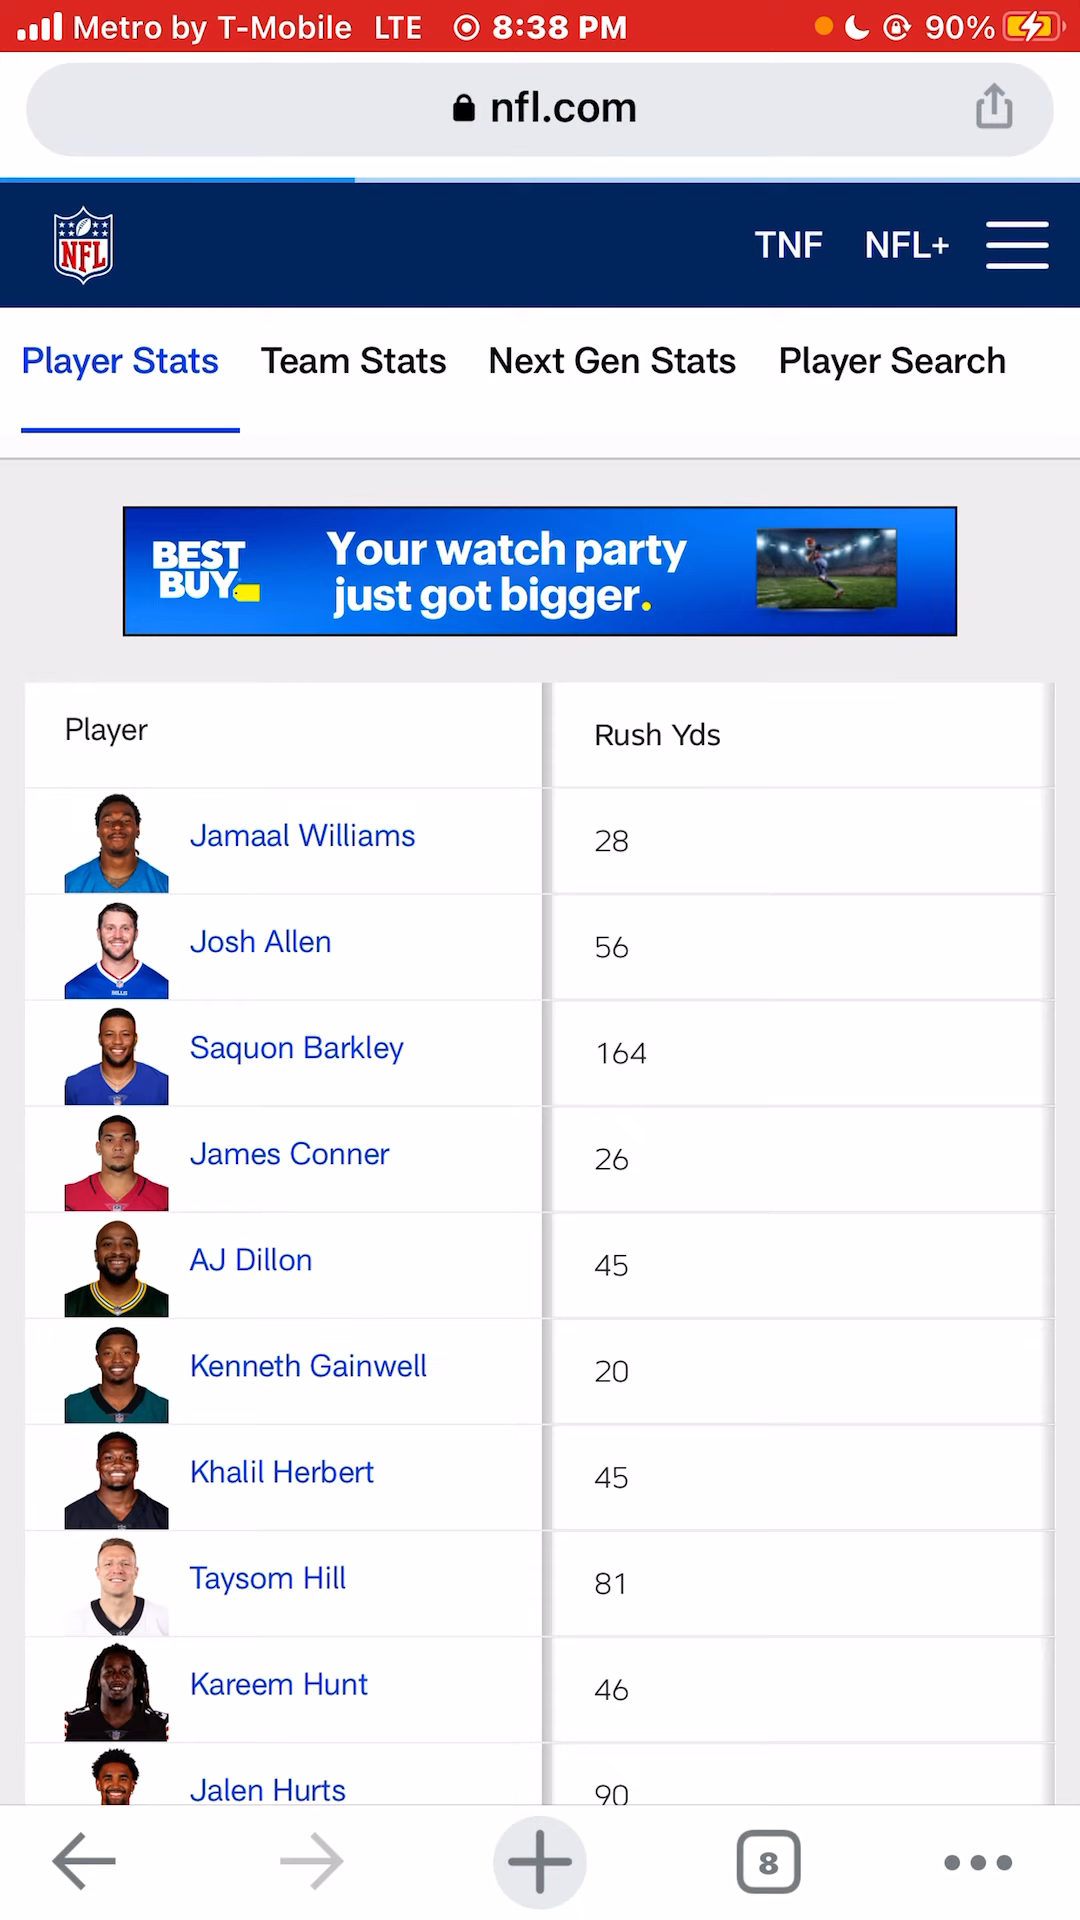 Metro by T-Mobile LTE 8:38 PM 90%
nfl.com
NFL
TNF NFL+
Player Stats Team Stats Next Gen Stats Player Search
BEST BUY
Your watch party
just got bigger.
Player Rush Yds
Jamaal Williams 28
Josh Allen 56
Saquon Barkley 164
James Conner 26
AJ Dillon 45
Kenneth Gainwell 20
Khalil Herbert 45
Taysom Hill 81
Kareem Hunt 46
Jalen Hurts 90
8